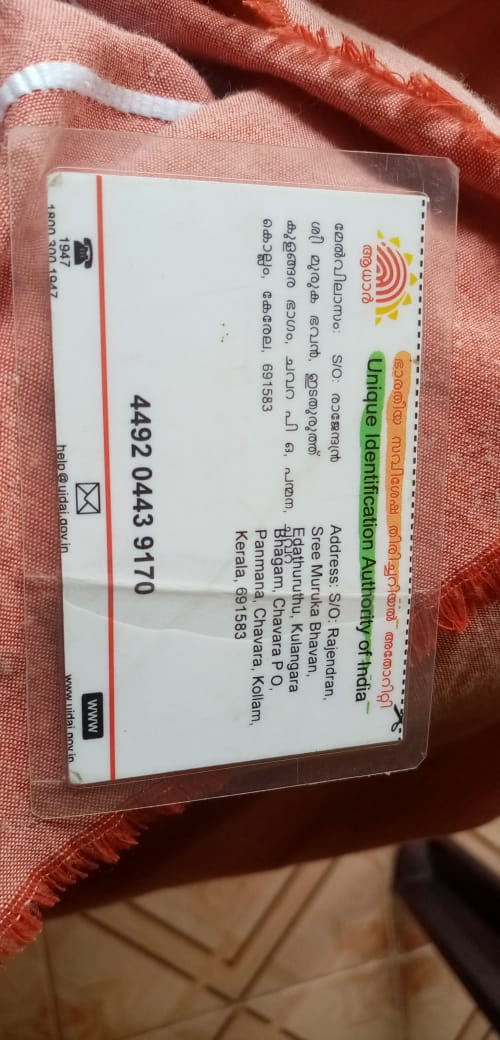 ഭാരതീയ സവിശേഷ തിരിച്ചറിയൽ അതോറിറ്റി
Unique Identification Authority of India
ആധാർ
മേൽവിലാസം: S/O: രാജേന്ദ്രൻ
ശ്രീ മുരുക ഭവൻ, ഇടത്തുരുത്ത്
കുളങ്ങര ഭാഗം, ചവറ പി ഒ, പന്മന, ചവറ
കൊല്ലം, കേരള, 691583
Address: S/O: Rajendran,
Sree Muruka Bhavan,
Edathuruthu, Kulangara
Bhagam, Chavara P O,
Panmana, Chavara, Kollam,
Kerala, 691583
4492 0443 9170
1947
1800 300 1947
help@uidai.gov.in
www
www.uidai.gov.in